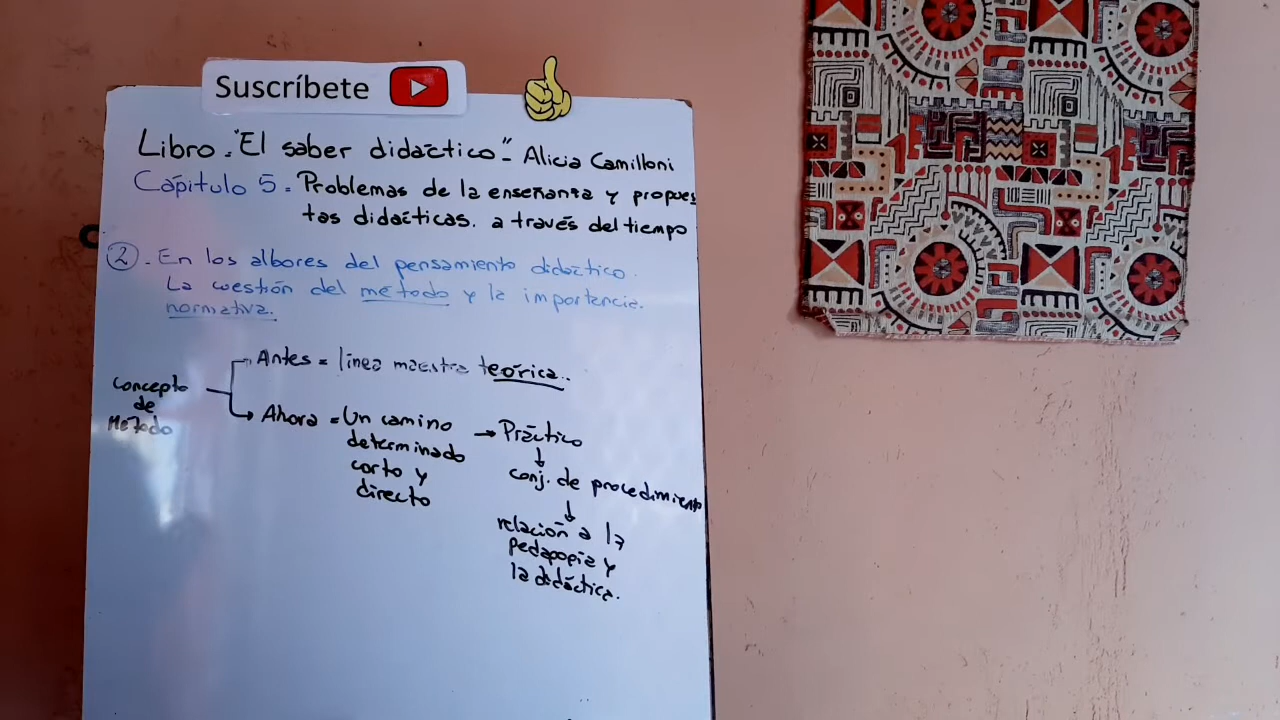 Suscríbete
Libro. "El saber didáctico" - Alicia Camilloni
Capítulo 5. Problemas de la enseñanza y propues
tas didácticas. a través del tiempo
2. En los albores del pensamiento didáctico.
La cuestión del método y la importancia
normativa.
Antes = línea maestra teórica..
concepto
de
Método
Ahora = Un camino
determinado
corto y
directo
→ Práctico
↓
conj. de procedimiento
↓
relación a la
pedagogía y
la didáctica.